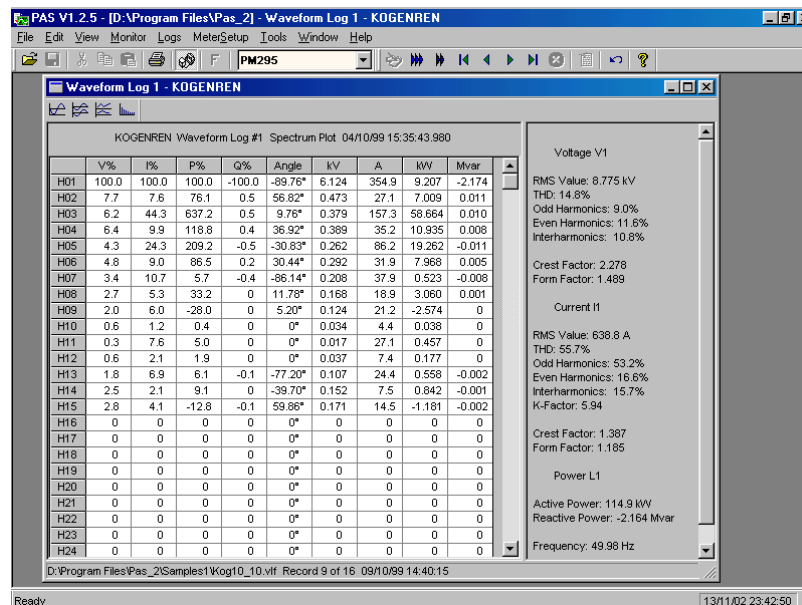 PAS V1.2.5 - [D:\Program Files\Pas_2] - Waveform Log 1 - KOGENREN
File Edit View Monitor Logs MeterSetup Tools Window Help
F PM295
Waveform Log 1 - KOGENREN
KOGENREN Waveform Log #1 Spectrum Plot 04/10/99 15:35:43.980
V% I% P% Q% Angle kV A kW Mvar
H01 100.0 100.0 100.0 -100.0 -89.76° 6.124 354.9 9.207 -2.174
H02 7.7 7.6 76.1 0.5 56.82° 0.473 27.1 7.009 0.011
H03 6.2 44.3 637.2 0.5 9.76° 0.379 157.3 58.664 0.010
H04 6.4 9.9 118.8 0.4 36.92° 0.389 35.2 10.935 0.008
H05 4.3 24.3 209.2 -0.5 -30.83° 0.262 86.2 19.262 -0.011
H06 4.8 9.0 86.5 0.2 30.44° 0.292 31.9 7.968 0.005
H07 3.4 10.7 5.7 -0.4 -86.14° 0.208 37.9 0.523 -0.008
H08 2.7 5.3 33.2 0 11.78° 0.168 18.9 3.060 0.001
H09 2.0 6.0 -28.0 0 5.20° 0.124 21.2 -2.574 0
H10 0.6 1.2 0.4 0 0° 0.034 4.4 0.038 0
H11 0.3 7.6 5.0 0 0° 0.017 27.1 0.457 0
H12 0.6 2.1 1.9 0 0° 0.037 7.4 0.177 0
H13 1.8 6.9 6.1 -0.1 -77.20° 0.107 24.4 0.558 -0.002
H14 2.5 2.1 9.1 0 -39.70° 0.152 7.5 0.842 -0.001
H15 2.8 4.1 -12.8 -0.1 59.86° 0.171 14.5 -1.181 -0.002
H16 0 0 0 0 0° 0 0 0 0
H17 0 0 0 0 0° 0 0 0 0
H18 0 0 0 0 0° 0 0 0 0
H19 0 0 0 0 0° 0 0 0 0
H20 0 0 0 0 0° 0 0 0 0
H21 0 0 0 0 0° 0 0 0 0
H22 0 0 0 0 0° 0 0 0 0
H23 0 0 0 0 0° 0 0 0 0
H24 0 0 0 0 0° 0 0 0 0
Voltage V1
RMS Value: 8.775 kV
THD: 14.8%
Odd Harmonics: 9.0%
Even Harmonics: 11.6%
Interharmonics: 10.8%
Crest Factor: 2.278
Form Factor: 1.489
Current I1
RMS Value: 638.8 A
THD: 55.7%
Odd Harmonics: 53.2%
Even Harmonics: 16.6%
Interharmonics: 15.7%
K-Factor: 5.94
Crest Factor: 1.387
Form Factor: 1.185
Power L1
Active Power: 114.9 kW
Reactive Power: -2.164 Mvar
Frequency: 49.98 Hz
D:\Program Files\Pas_2\Samples1\Kog10_10.vlf Record 9 of 16 09/10/99 14:40:15
Ready 13/11/02 23:42:50